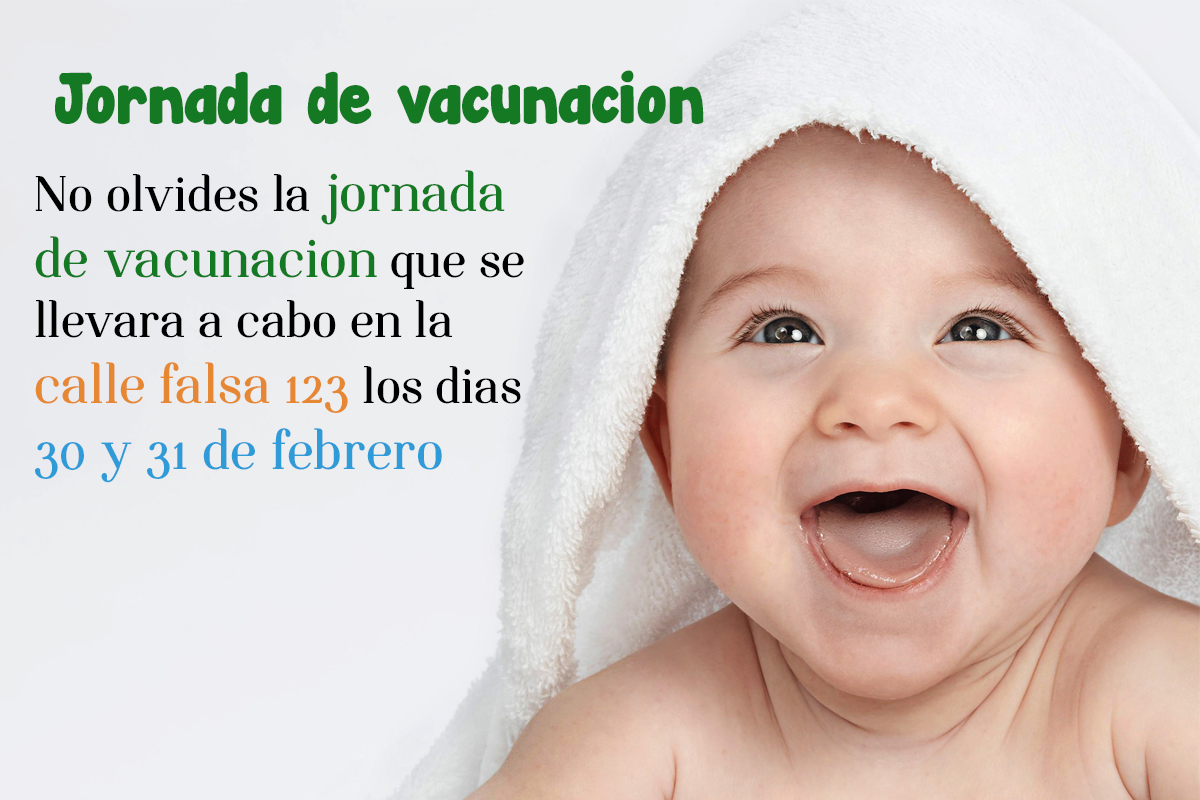 Jornada de vacunacion
No olvides la jornada
de vacunacion que se
llevara a cabo en la
calle falsa 123 los dias
30 y 31 de febrero